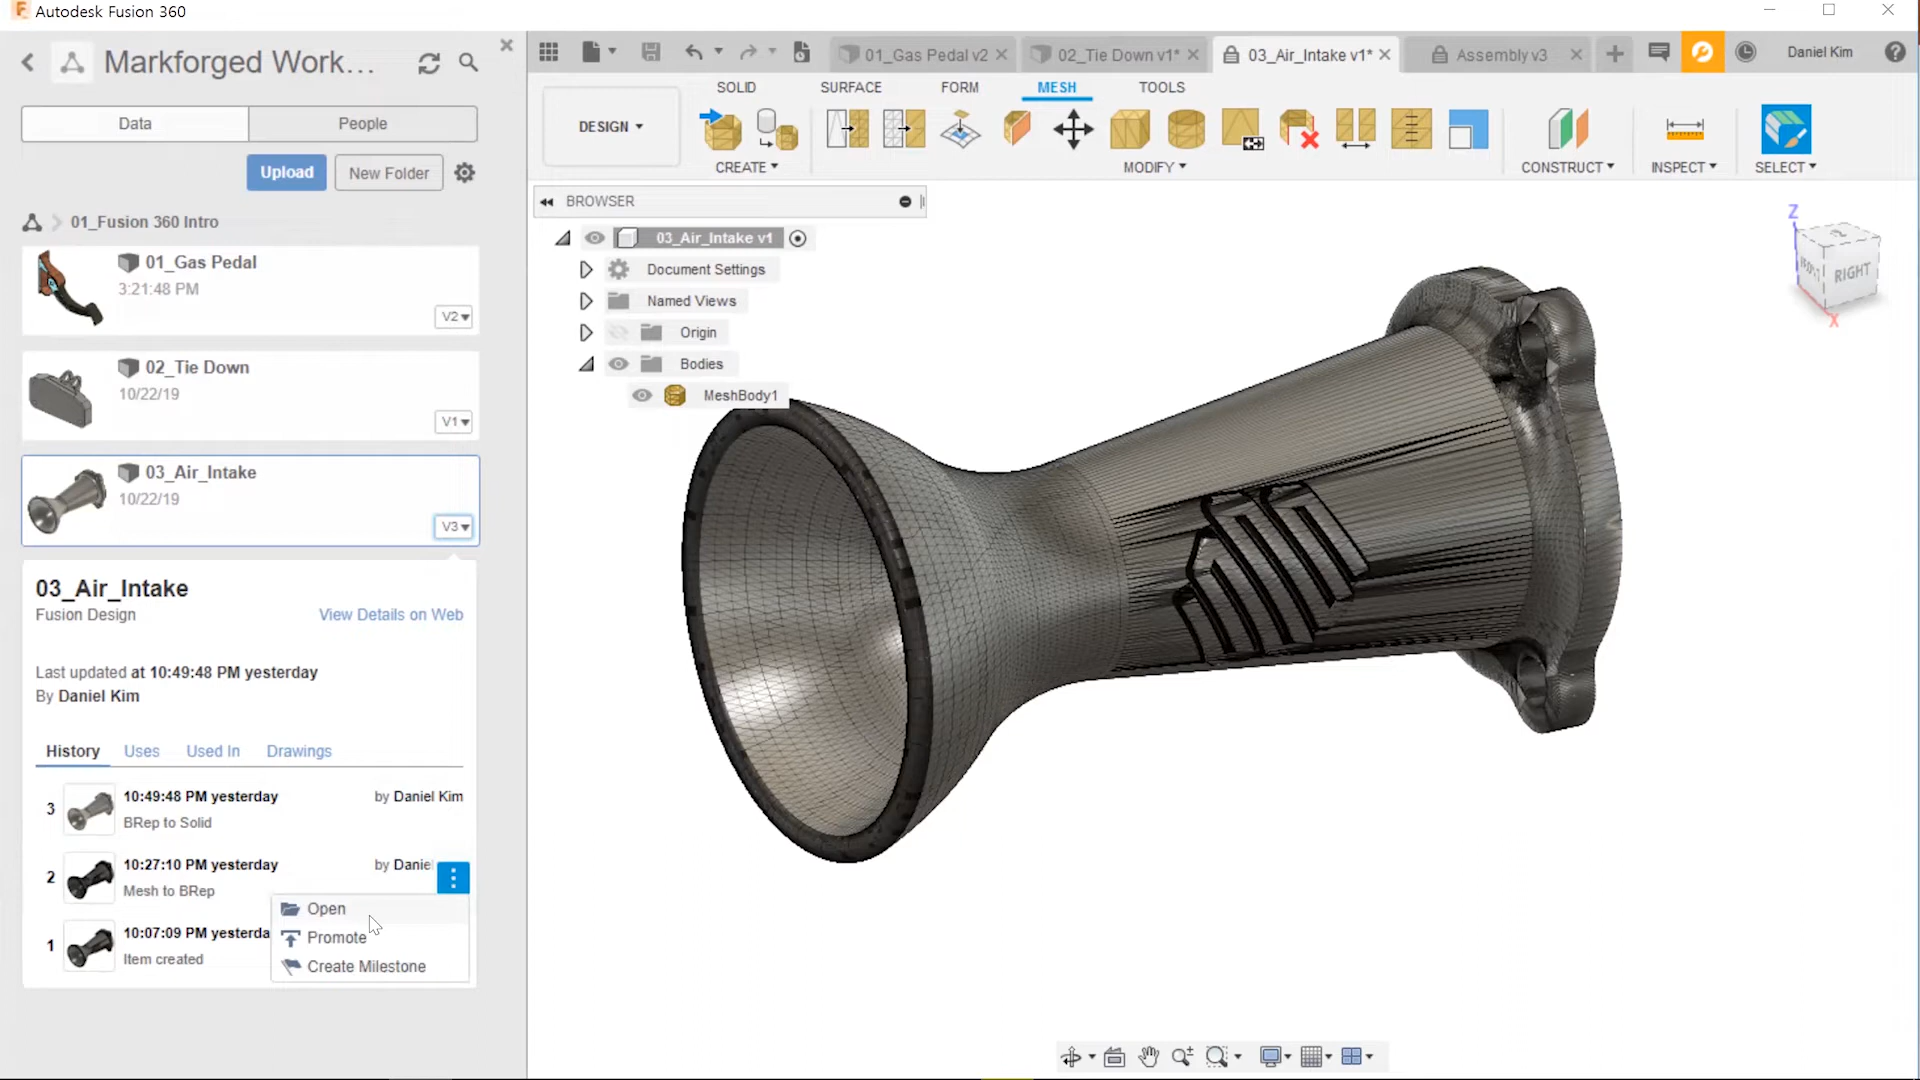 Autodesk Fusion 360
Markforged Work...
Data
People
Upload
New Folder
01_Fusion 360 Intro
01_Gas Pedal
3:21:48 PM
V2
02_Tie Down
10/22/19
V1
03_Air_Intake
10/22/19
V3
03_Air_Intake
Fusion Design
View Details on Web
Last updated at 10:49:48 PM yesterday
By Daniel Kim
History
Uses
Used In
Drawings
3
10:49:48 PM yesterday
by Daniel Kim
BRep to Solid
2
10:27:10 PM yesterday
by Danie
Mesh to BRep
1
10:07:09 PM yesterda
Item created
Open
Promote
Create Milestone
01_Gas Pedal v2
02_Tie Down v1*
03_Air_Intake v1*
Assembly v3
Daniel Kim
SOLID
SURFACE
FORM
MESH
TOOLS
DESIGN
CREATE
MODIFY
CONSTRUCT
INSPECT
SELECT
BROWSER
03_Air_Intake v1
Document Settings
Named Views
Origin
Bodies
MeshBody1
Z
RIGHT
X